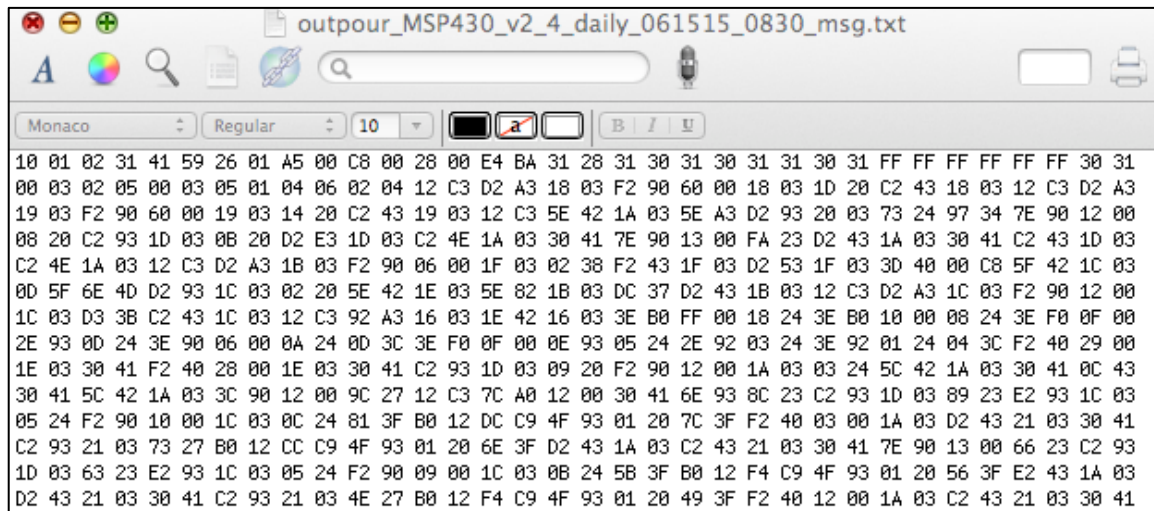 outpour_MSP430_v2_4_daily_061515_0830_msg.txt
A
Monaco Regular 10 a B I U
10 01 02 31 41 59 26 01 A5 00 C8 00 28 00 E4 BA 31 28 31 30 31 30 31 31 30 31 FF FF FF FF FF FF 30 31
00 03 02 05 00 03 05 01 04 06 02 04 12 C3 D2 A3 18 03 F2 90 60 00 18 03 1D 20 C2 43 18 03 12 C3 D2 A3
19 03 F2 90 60 00 19 03 14 20 C2 43 19 03 12 C3 5E 42 1A 03 5E A3 D2 93 20 03 73 24 97 34 7E 90 12 00
08 20 C2 93 1D 03 0B 20 D2 E3 1D 03 C2 4E 1A 03 30 41 7E 90 13 00 FA 23 D2 43 1A 03 30 41 C2 43 1D 03
C2 4E 1A 03 12 C3 D2 A3 1B 03 F2 90 06 00 1F 03 02 38 F2 43 1F 03 D2 53 1F 03 3D 40 00 C8 5F 42 1C 03
0D 5F 6E 4D D2 93 1C 03 02 20 5E 42 1E 03 5E 82 1B 03 DC 37 D2 43 1B 03 12 C3 D2 A3 1C 03 F2 90 12 00
1C 03 D3 3B C2 43 1C 03 12 C3 92 A3 16 03 1E 42 16 03 3E B0 FF 00 18 24 3E B0 10 00 08 24 3E F0 0F 00
2E 93 0D 24 3E 90 06 00 0A 24 0D 3C 3E F0 0F 00 0E 93 05 24 2E 92 03 24 3E 92 01 24 04 3C F2 40 29 00
1E 03 30 41 F2 40 28 00 1E 03 30 41 C2 93 1D 03 09 20 F2 90 12 00 1A 03 03 24 5C 42 1A 03 30 41 0C 43
30 41 5C 42 1A 03 3C 90 12 00 9C 27 12 C3 7C A0 12 00 30 41 6E 93 8C 23 C2 93 1D 03 89 23 E2 93 1C 03
05 24 F2 90 10 00 1C 03 0C 24 81 3F B0 12 DC C9 4F 93 01 20 7C 3F F2 40 03 00 1A 03 D2 43 21 03 30 41
C2 93 21 03 73 27 B0 12 CC C9 4F 93 01 20 6E 3F D2 43 1A 03 C2 43 21 03 30 41 7E 90 13 00 66 23 C2 93
1D 03 63 23 E2 93 1C 03 05 24 F2 90 09 00 1C 03 0B 24 5B 3F B0 12 F4 C9 4F 93 01 20 56 3F E2 43 1A 03
D2 43 21 03 30 41 C2 93 21 03 4E 27 B0 12 F4 C9 4F 93 01 20 49 3F F2 40 12 00 1A 03 C2 43 21 03 30 41